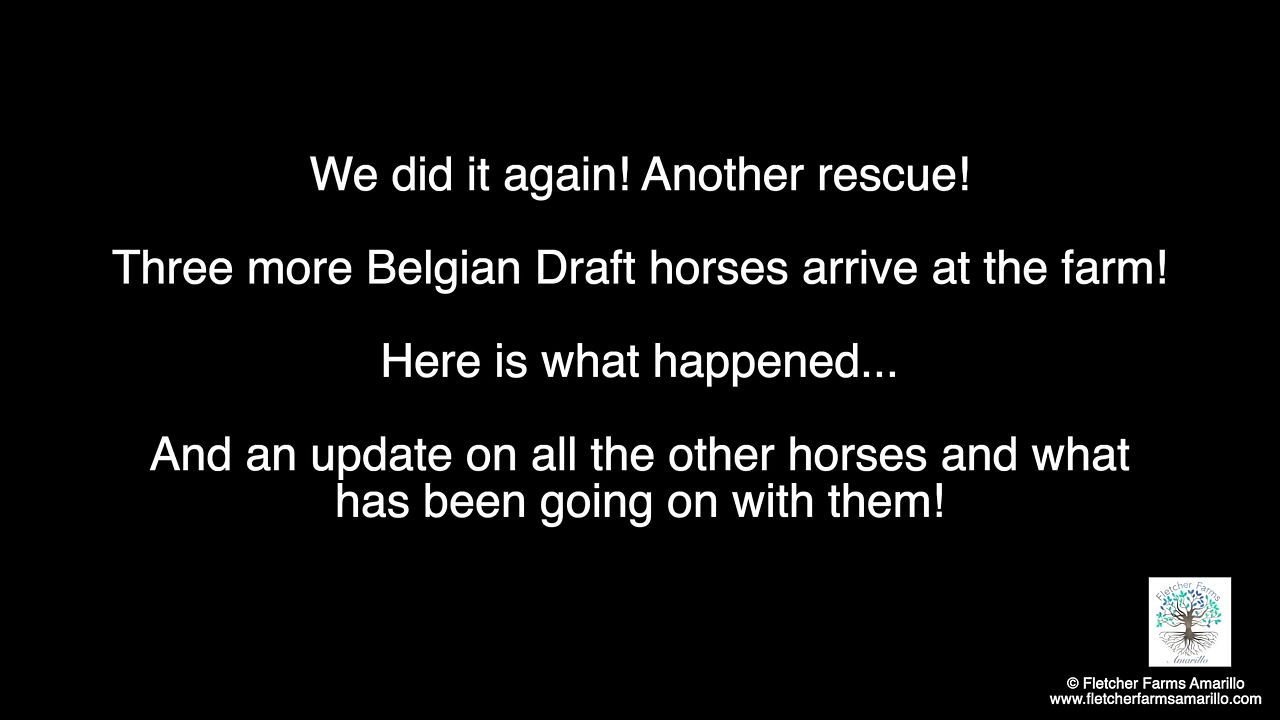 We did it again! Another rescue!
Three more Belgian Draft horses arrive at the farm!
Here is what happened...
And an update on all the other horses and what
has been going on with them!
Fletcher Farms
Amarillo
© Fletcher Farms Amarillo
www.fletcherfarmsamarillo.com